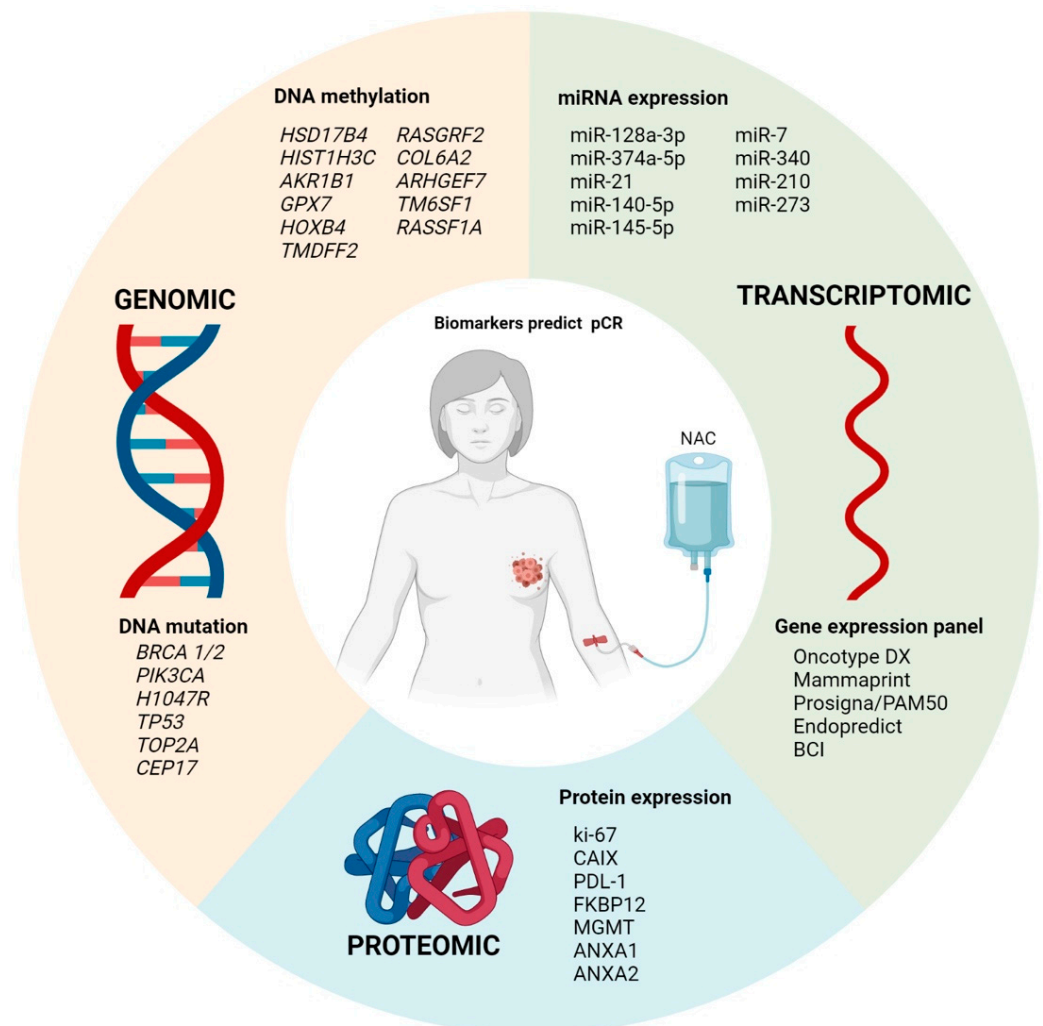 DNA methylation
HSD17B4 RASGRF2
HIST1H3C COL6A2
AKR1B1 ARHGEF7
GPX7 TM6SF1
HOXB4 RASSF1A
TMDFF2
miRNA expression
miR-128a-3p miR-7
miR-374a-5p miR-340
miR-21 miR-210
miR-140-5p miR-273
miR-145-5p
GENOMIC
TRANSCRIPTOMIC
Biomarkers predict pCR
NAC
DNA mutation
BRCA 1/2
PIK3CA
H1047R
TP53
TOP2A
CEP17
Gene expression panel
Oncotype DX
Mammaprint
Prosigna/PAM50
Endopredict
BCI
Protein expression
ki-67
CAIX
PDL-1
FKBP12
MGMT
ANXA1
ANXA2
PROTEOMIC